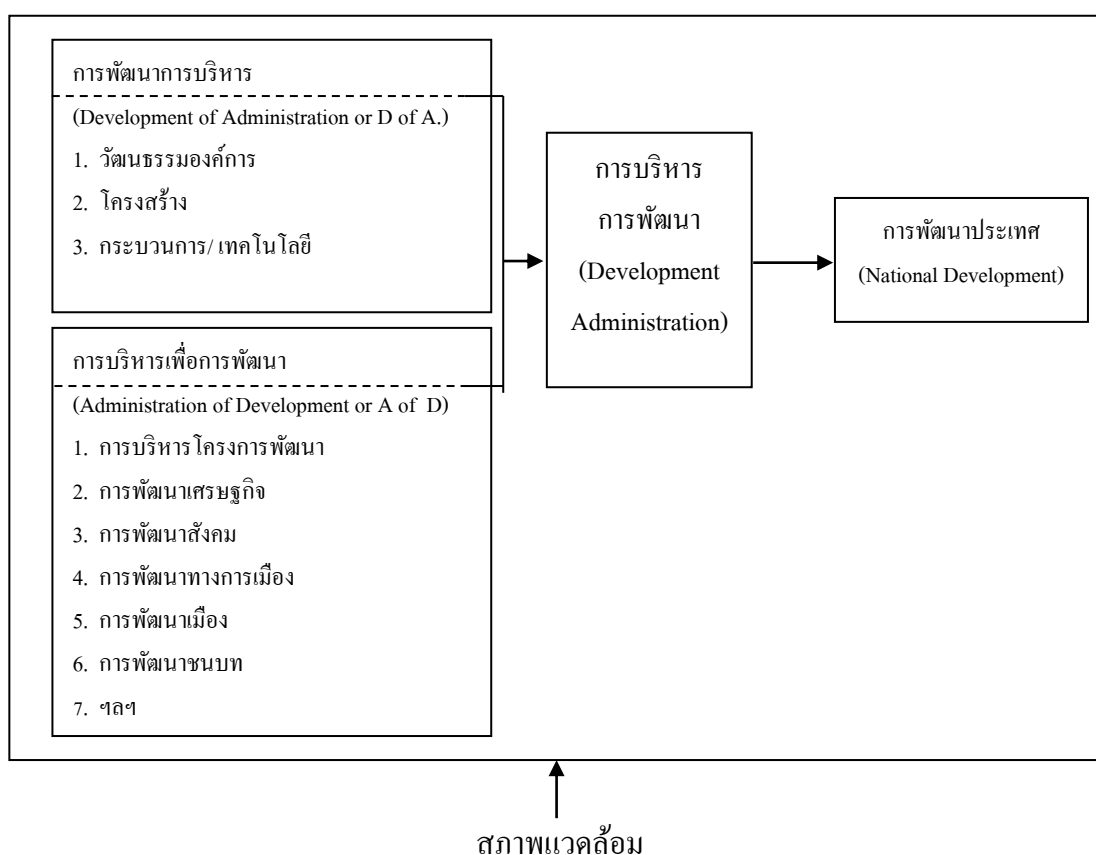 การพัฒนาการบริหาร
(Development of Administration or D of A.)
1. วัฒนธรรมองค์การ
2. โครงสร้าง
3. กระบวนการ/ เทคโนโลยี
การบริหารเพื่อการพัฒนา
(Administration of Development or A of D)
1. การบริหารโครงการพัฒนา
2. การพัฒนาเศรษฐกิจ
3. การพัฒนาสังคม
4. การพัฒนาทางการเมือง
5. การพัฒนาเมือง
6. การพัฒนาชนบท
7. ฯลฯ
การบริหาร
การพัฒนา
(Development
Administration)
การพัฒนาประเทศ
(National Development)
สภาพแวดล้อม